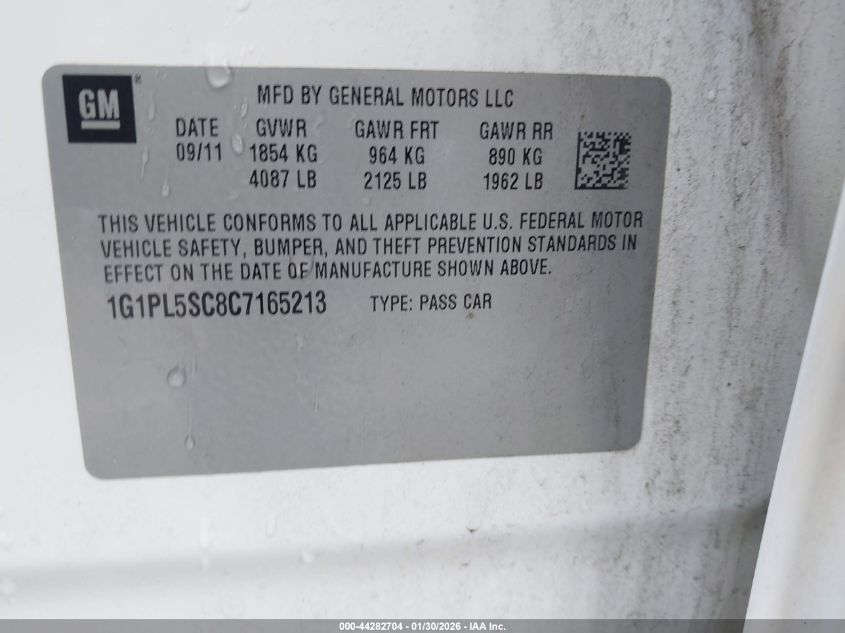 GM®
MFD BY GENERAL MOTORS LLC
DATE GVWR GAWR FRT GAWR RR
09/11 1854 KG 964 KG 890 KG
4087 LB 2125 LB 1962 LB
THIS VEHICLE CONFORMS TO ALL APPLICABLE U.S. FEDERAL MOTOR
VEHICLE SAFETY, BUMPER, AND THEFT PREVENTION STANDARDS IN
EFFECT ON THE DATE OF MANUFACTURE SHOWN ABOVE.
1G1PL5SC8C7165213 TYPE: PASS CAR
000-44282704 - 01/30/2026 - IAA Inc.